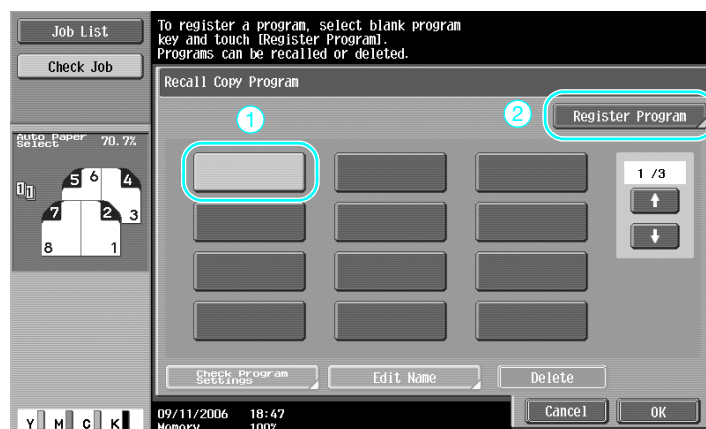 Job List
Check Job
To register a program, select blank program
key and touch [Register Program].
Programs can be recalled or deleted.
Recall Copy Program
1
2
Register Program
Auto Paper
Select
70.7%
1 /3
1 1
5 6 4
7 2 3
8 1
Check Program
Settings
Edit Name
Delete
Y M C K
09/11/2006 18:47
Memory 100%
Cancel
OK